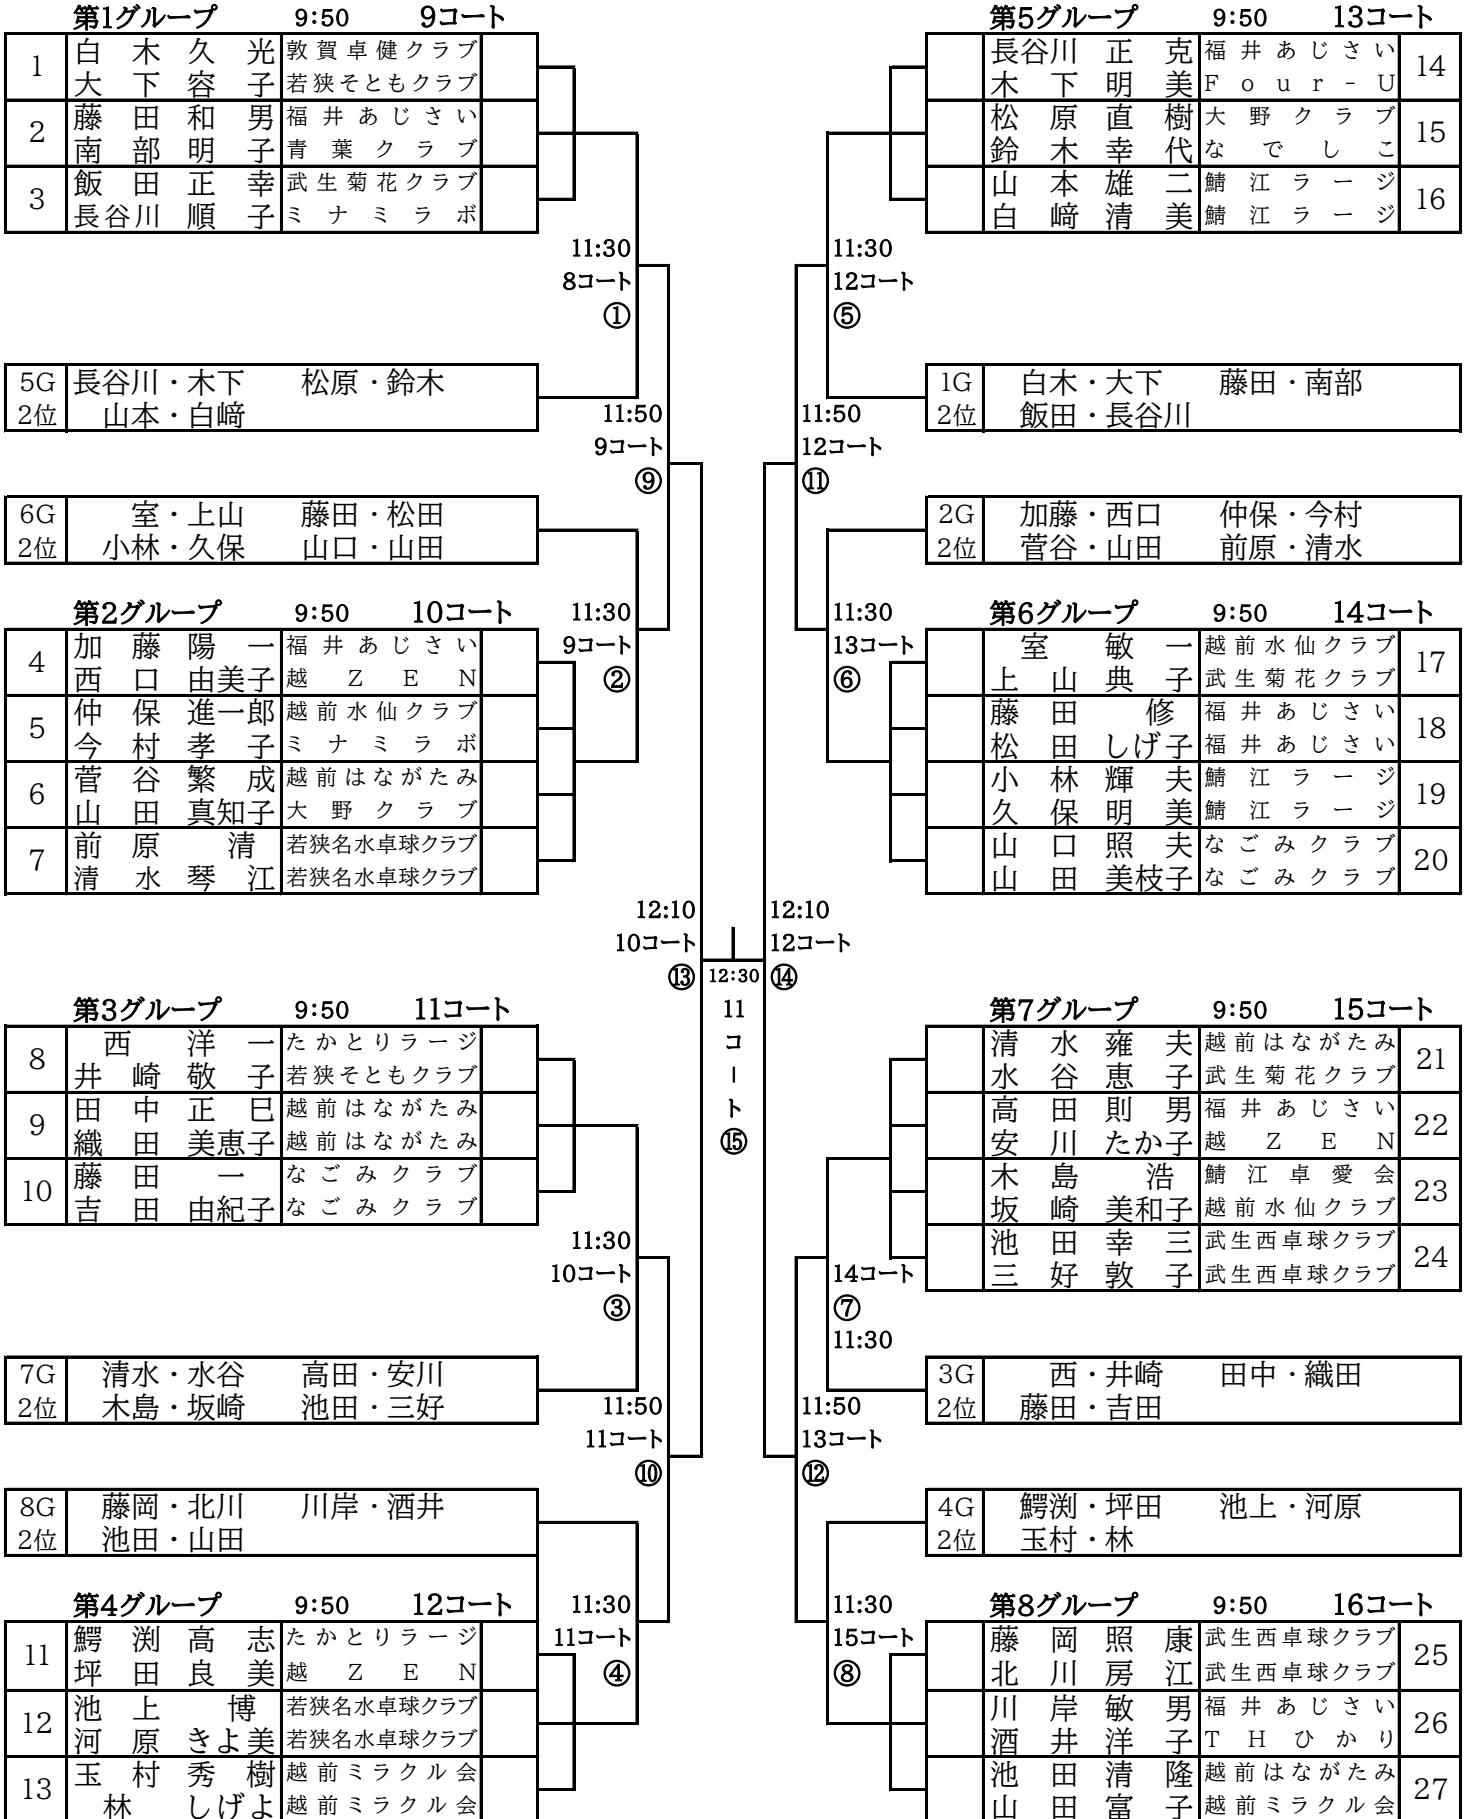 第1グループ 9:50 9コート
1 白木久光 敦賀卓健クラブ
大下容子 若狭そともクラブ
2 藤田和男 福井あじさい
南部明子 青葉クラブ
3 飯田正幸 武生菊花クラブ
長谷川順子 ミナミラボ
11:30
8コート
①
5G 長谷川・木下 松原・鈴木
2位 山本・白﨑
11:50
9コート
⑨
6G 室・上山 藤田・松田
2位 小林・久保 山口・山田
第2グループ 9:50 10コート
11:30
9コート
②
4 加藤陽一 福井あじさい
西口由美子 越ZEN
5 仲保進一郎 越前水仙クラブ
今村孝子 ミナミラボ
6 菅谷繁成 越前はながたみ
山田真知子 大野クラブ
7 前原清 若狭名水卓球クラブ
清水琴江 若狭名水卓球クラブ
12:10
10コート
⑬
第3グループ 9:50 11コート
8 西洋一 たかとりラージ
井崎敬子 若狭そともクラブ
9 田中正巳 越前はながたみ
織田美恵子 越前はながたみ
10 藤田一 なごみクラブ
吉田由紀子 なごみクラブ
11:30
10コート
③
7G 清水・水谷 高田・安川
2位 木島・坂崎 池田・三好
11:50
11コート
⑩
8G 藤岡・北川 川岸・酒井
2位 池田・山田
第4グループ 9:50 12コート
11:30
11コート
④
11 鰐渕高志 たかとりラージ
坪田良美 越ZEN
12 池上博 若狭名水卓球クラブ
河原きよ美 若狭名水卓球クラブ
13 玉村秀樹 越前ミラクル会
林しげよ 越前ミラクル会
12:30
11
コ
ー
ト
⑮
第5グループ 9:50 13コート
長谷川正克 福井あじさい 14
木下明美 Four-U
松原直樹 大野クラブ 15
鈴木幸代 なでしこ
山本雄二 鯖江ラージ 16
白﨑清美 鯖江ラージ
11:30
12コート
⑤
1G 白木・大下 藤田・南部
2位 飯田・長谷川
11:50
12コート
⑪
2G 加藤・西口 仲保・今村
2位 菅谷・山田 前原・清水
第6グループ 9:50 14コート
11:30
13コート
⑥
室敏一 越前水仙クラブ 17
上山典子 武生菊花クラブ
藤田修 福井あじさい 18
松田しげ子 福井あじさい
小林輝夫 鯖江ラージ 19
久保明美 鯖江ラージ
山口照夫 なごみクラブ 20
山田美枝子 なごみクラブ
12:10
12コート
⑭
第7グループ 9:50 15コート
清水雍夫 越前はながたみ 21
水谷恵子 武生菊花クラブ
高田則男 福井あじさい 22
安川たか子 越ZEN
木島浩 鯖江卓愛会 23
坂崎美和子 越前水仙クラブ
池田幸三 武生西卓球クラブ 24
三好敦子 武生西卓球クラブ
14コート
⑦
11:30
3G 西・井崎 田中・織田
2位 藤田・吉田
11:50
13コート
⑫
4G 鰐渕・坪田 池上・河原
2位 玉村・林
第8グループ 9:50 16コート
11:30
15コート
⑧
藤岡照康 武生西卓球クラブ 25
北川房江 武生西卓球クラブ
川岸敏男 福井あじさい 26
酒井洋子 THひかり
池田清隆 越前はながたみ 27
山田富子 越前ミラクル会